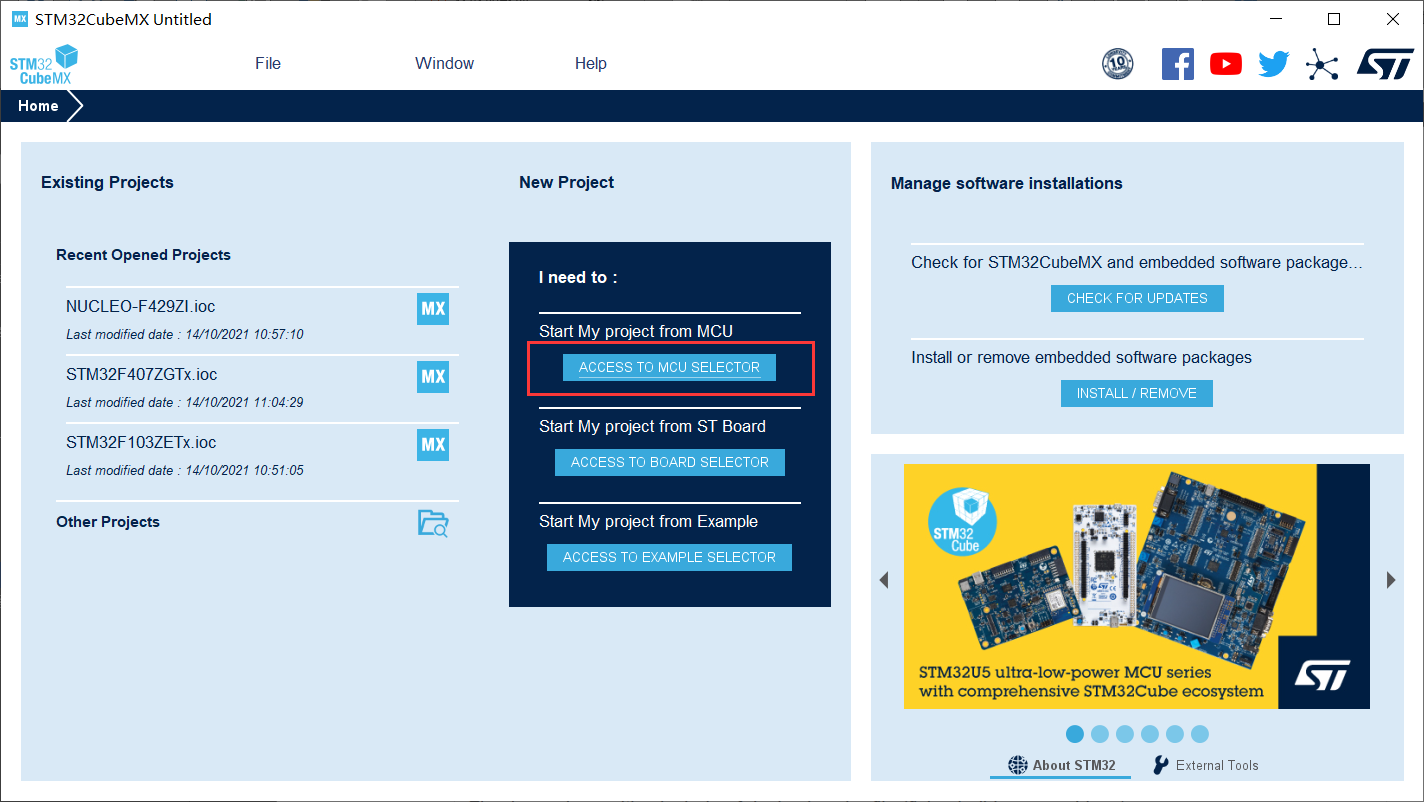 MX STM32CubeMX Untitled
STM32
CubeMX
File
Window
Help
10
Home
Existing Projects
Recent Opened Projects
NUCLEO-F429ZI.ioc
MX
Last modified date : 14/10/2021 10:57:10
STM32F407ZGTx.ioc
MX
Last modified date : 14/10/2021 11:04:29
STM32F103ZETx.ioc
MX
Last modified date : 14/10/2021 10:51:05
Other Projects
New Project
I need to :
Start My project from MCU
ACCESS TO MCU SELECTOR
Start My project from ST Board
ACCESS TO BOARD SELECTOR
Start My project from Example
ACCESS TO EXAMPLE SELECTOR
Manage software installations
Check for STM32CubeMX and embedded software package...
CHECK FOR UPDATES
Install or remove embedded software packages
INSTALL / REMOVE
STM32
Cube
STM32U5 ultra-low-power MCU series
with comprehensive STM32Cube ecosystem
ST
About STM32
External Tools